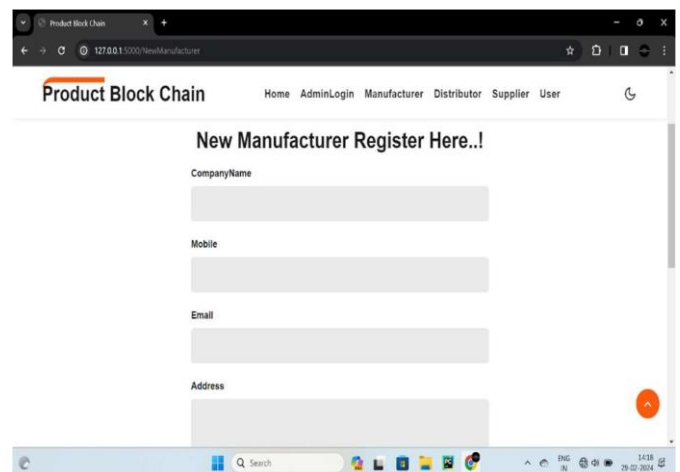 Product Block Chain
127.0.0.1:5000/NewManufacturer
Product Block Chain Home AdminLogin Manufacturer Distributor Supplier User
New Manufacturer Register Here..!
CompanyName
Mobile
Email
Address
Search
ENG
IN
14:18
29-02-2024